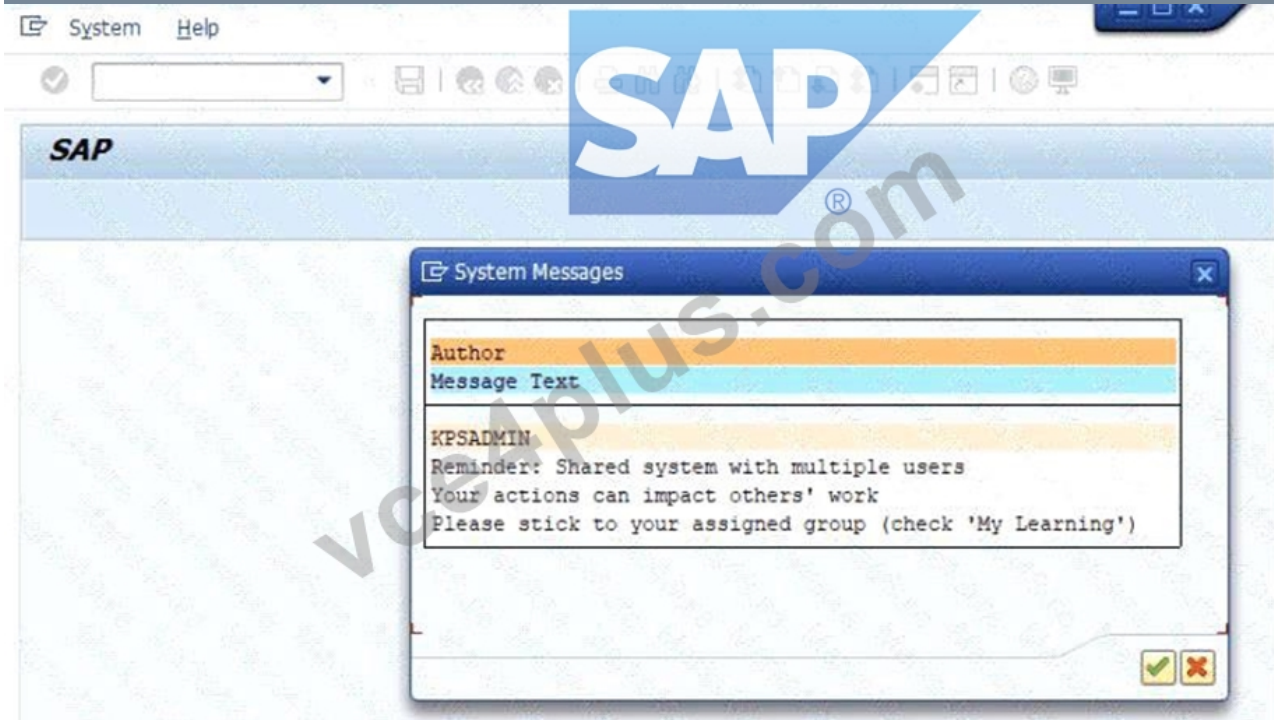 System Help
SAP
®
SAP
System Messages
Author
Message Text
KPSADMIN
Reminder: Shared system with multiple users
Your actions can impact others' work
Please stick to your assigned group (check 'My Learning')
vce4plus.com